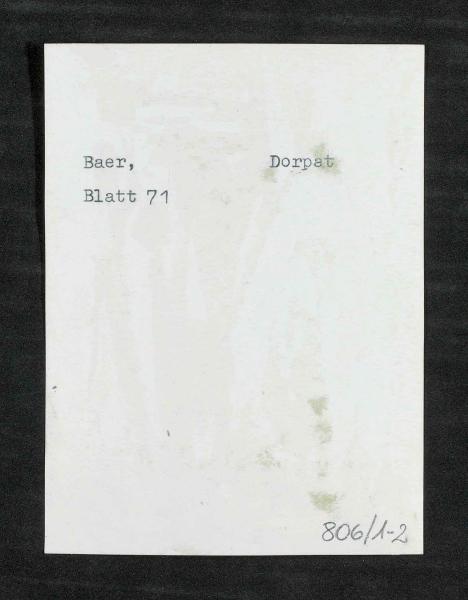 Baer, Dorpat
Blatt 71
806/1-2